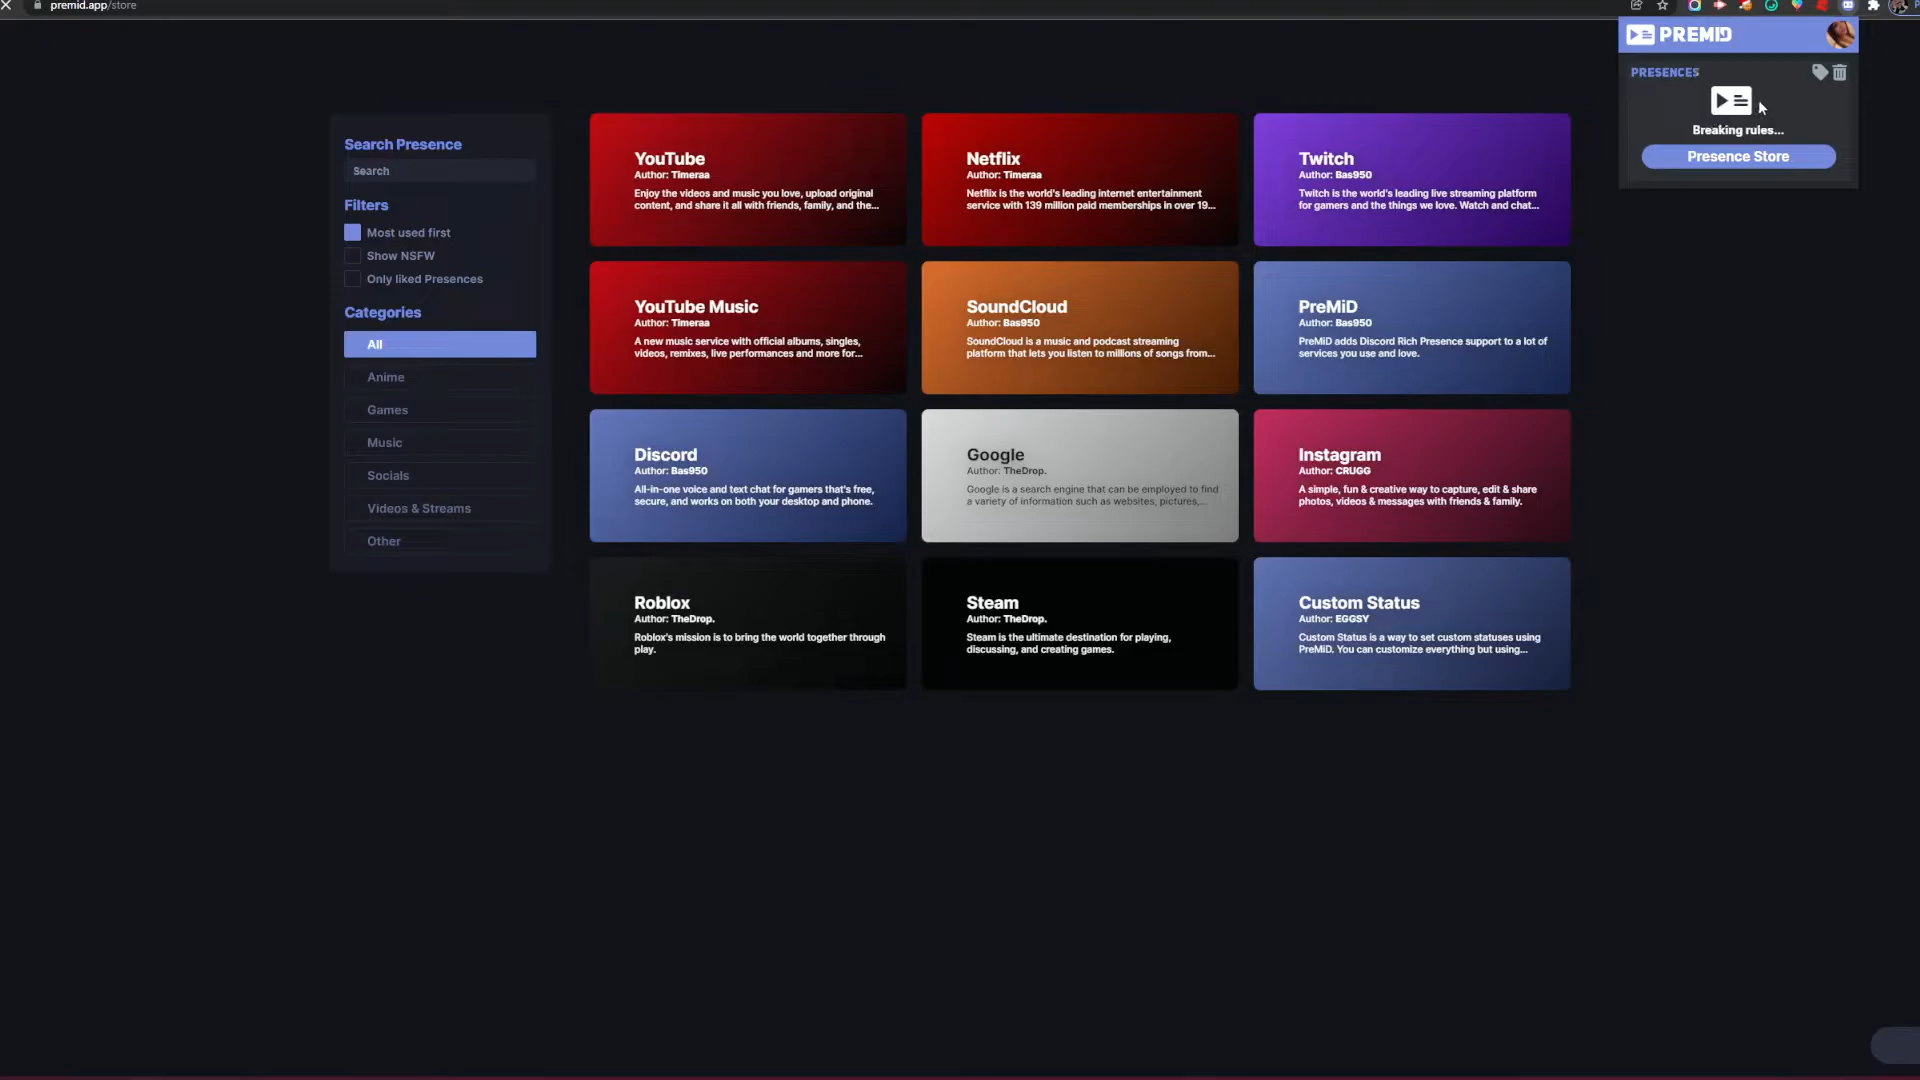 premid.app/store
PREMID
PRESENCES
Breaking rules...
Presence Store
Search Presence
Search
Filters
Most used first
Show NSFW
Only liked Presences
Categories
All
Anime
Games
Music
Socials
Videos & Streams
Other
YouTube
Author: Timeraa
Enjoy the videos and music you love, upload original
content, and share it all with friends, family, and the...
Netflix
Author: Timeraa
Netflix is the world's leading internet entertainment
service with 139 million paid memberships in over 19...
Twitch
Author: Bas950
Twitch is the world's leading live streaming platform
for gamers and the things we love. Watch and chat...
YouTube Music
Author: Timeraa
A new music service with official albums, singles,
videos, remixes, live performances and more for...
SoundCloud
Author: Bas950
SoundCloud is a music and podcast streaming
platform that lets you listen to millions of songs from...
PreMiD
Author: Bas950
PreMiD adds Discord Rich Presence support to a lot of
services you use and love.
Discord
Author: Bas950
All-in-one voice and text chat for gamers that's free,
secure, and works on both your desktop and phone.
Google
Author: TheDrop.
Google is a search engine that can be employed to find
a variety of information such as websites, pictures,...
Instagram
Author: CRUGG
A simple, fun & creative way to capture, edit & share
photos, videos & messages with friends & family.
Roblox
Author: TheDrop.
Roblox's mission is to bring the world together through
play.
Steam
Author: TheDrop.
Steam is the ultimate destination for playing,
discussing, and creating games.
Custom Status
Author: EGGSY
Custom Status is a way to set custom statuses using
PreMiD. You can customize everything but using...